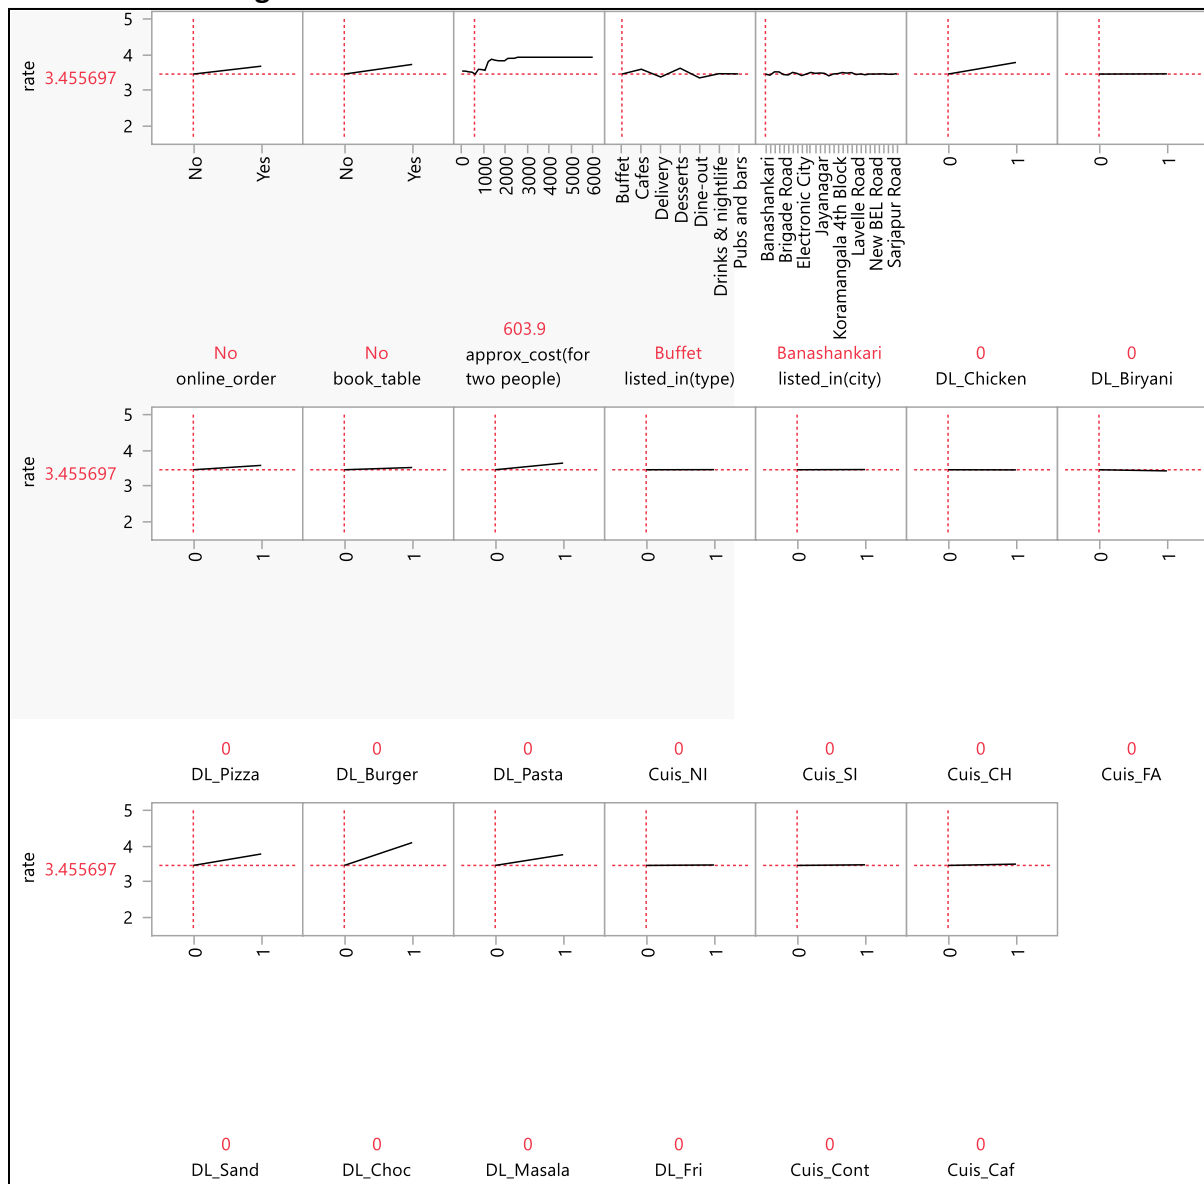 5
4
3
2
rate
3.455697
No
Yes
No
Yes
0
1000
2000
3000
4000
5000
6000
Buffet
Cafes
Delivery
Desserts
Dine-out
Drinks & nightlife
Pubs and bars
Banashankari
Brigade Road
Electronic City
Jayanagar
Koramangala 4th Block
Lavelle Road
New BEL Road
Sarjapur Road
0
1
0
1
No
online_order
No
book_table
603.9
approx_cost(for
two people)
Buffet
listed_in(type)
Banashankari
listed_in(city)
0
DL_Chicken
0
DL_Biryani
5
4
3
2
rate
3.455697
0
1
0
1
0
1
0
1
0
1
0
1
0
1
0
DL_Pizza
0
DL_Burger
0
DL_Pasta
0
Cuis_NI
0
Cuis_SI
0
Cuis_CH
0
Cuis_FA
5
4
3
2
rate
3.455697
0
1
0
1
0
1
0
1
0
1
0
1
0
DL_Sand
0
DL_Choc
0
DL_Masala
0
DL_Fri
0
Cuis_Cont
0
Cuis_Caf